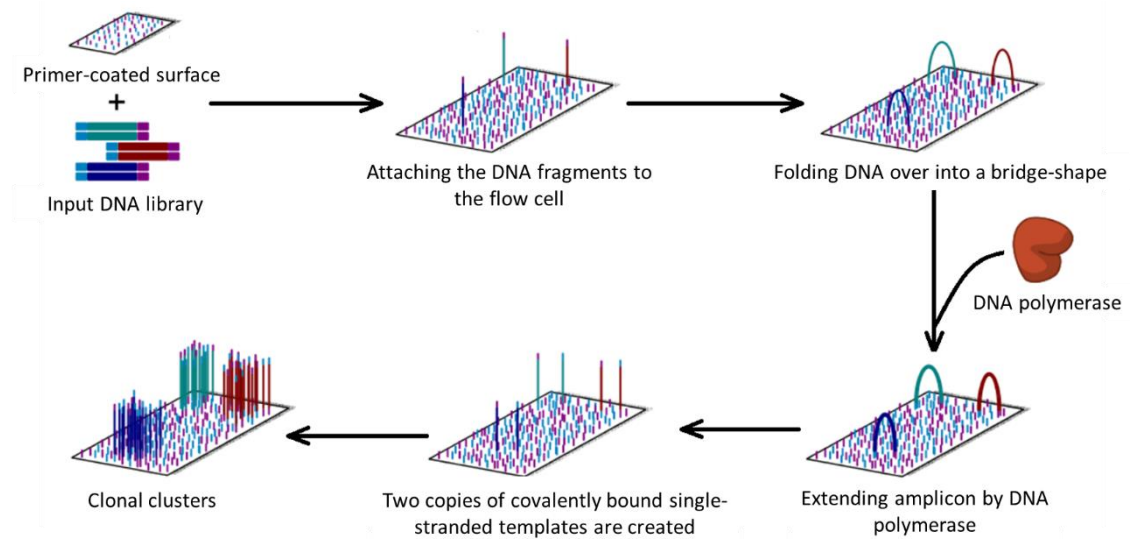 Primer-coated surface
+
Input DNA library
Attaching the DNA fragments to
the flow cell
Folding DNA over into a bridge-shape
DNA polymerase
Extending amplicon by DNA
polymerase
Two copies of covalently bound single-
stranded templates are created
Clonal clusters